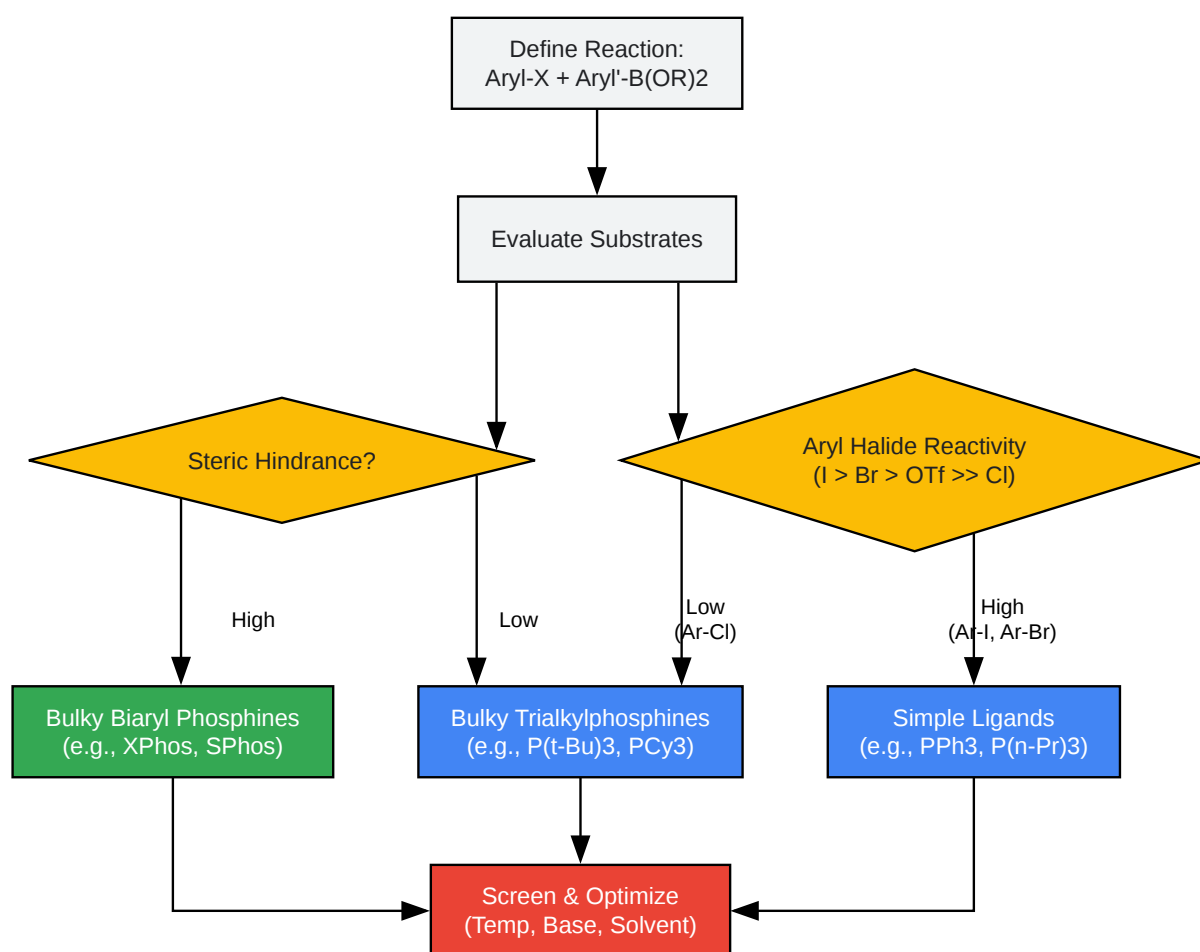 Define Reaction:
Aryl-X + Aryl'-B(OR)2
Evaluate Substrates
Steric Hindrance?
Aryl Halide Reactivity
(I > Br > OTf >> Cl)
High
Low
Low
(Ar-Cl)
High
(Ar-I, Ar-Br)
Bulky Biaryl Phosphines
(e.g., XPhos, SPhos)
Bulky Trialkylphosphines
(e.g., P(t-Bu)3, PCy3)
Simple Ligands
(e.g., PPh3, P(n-Pr)3)
Screen & Optimize
(Temp, Base, Solvent)